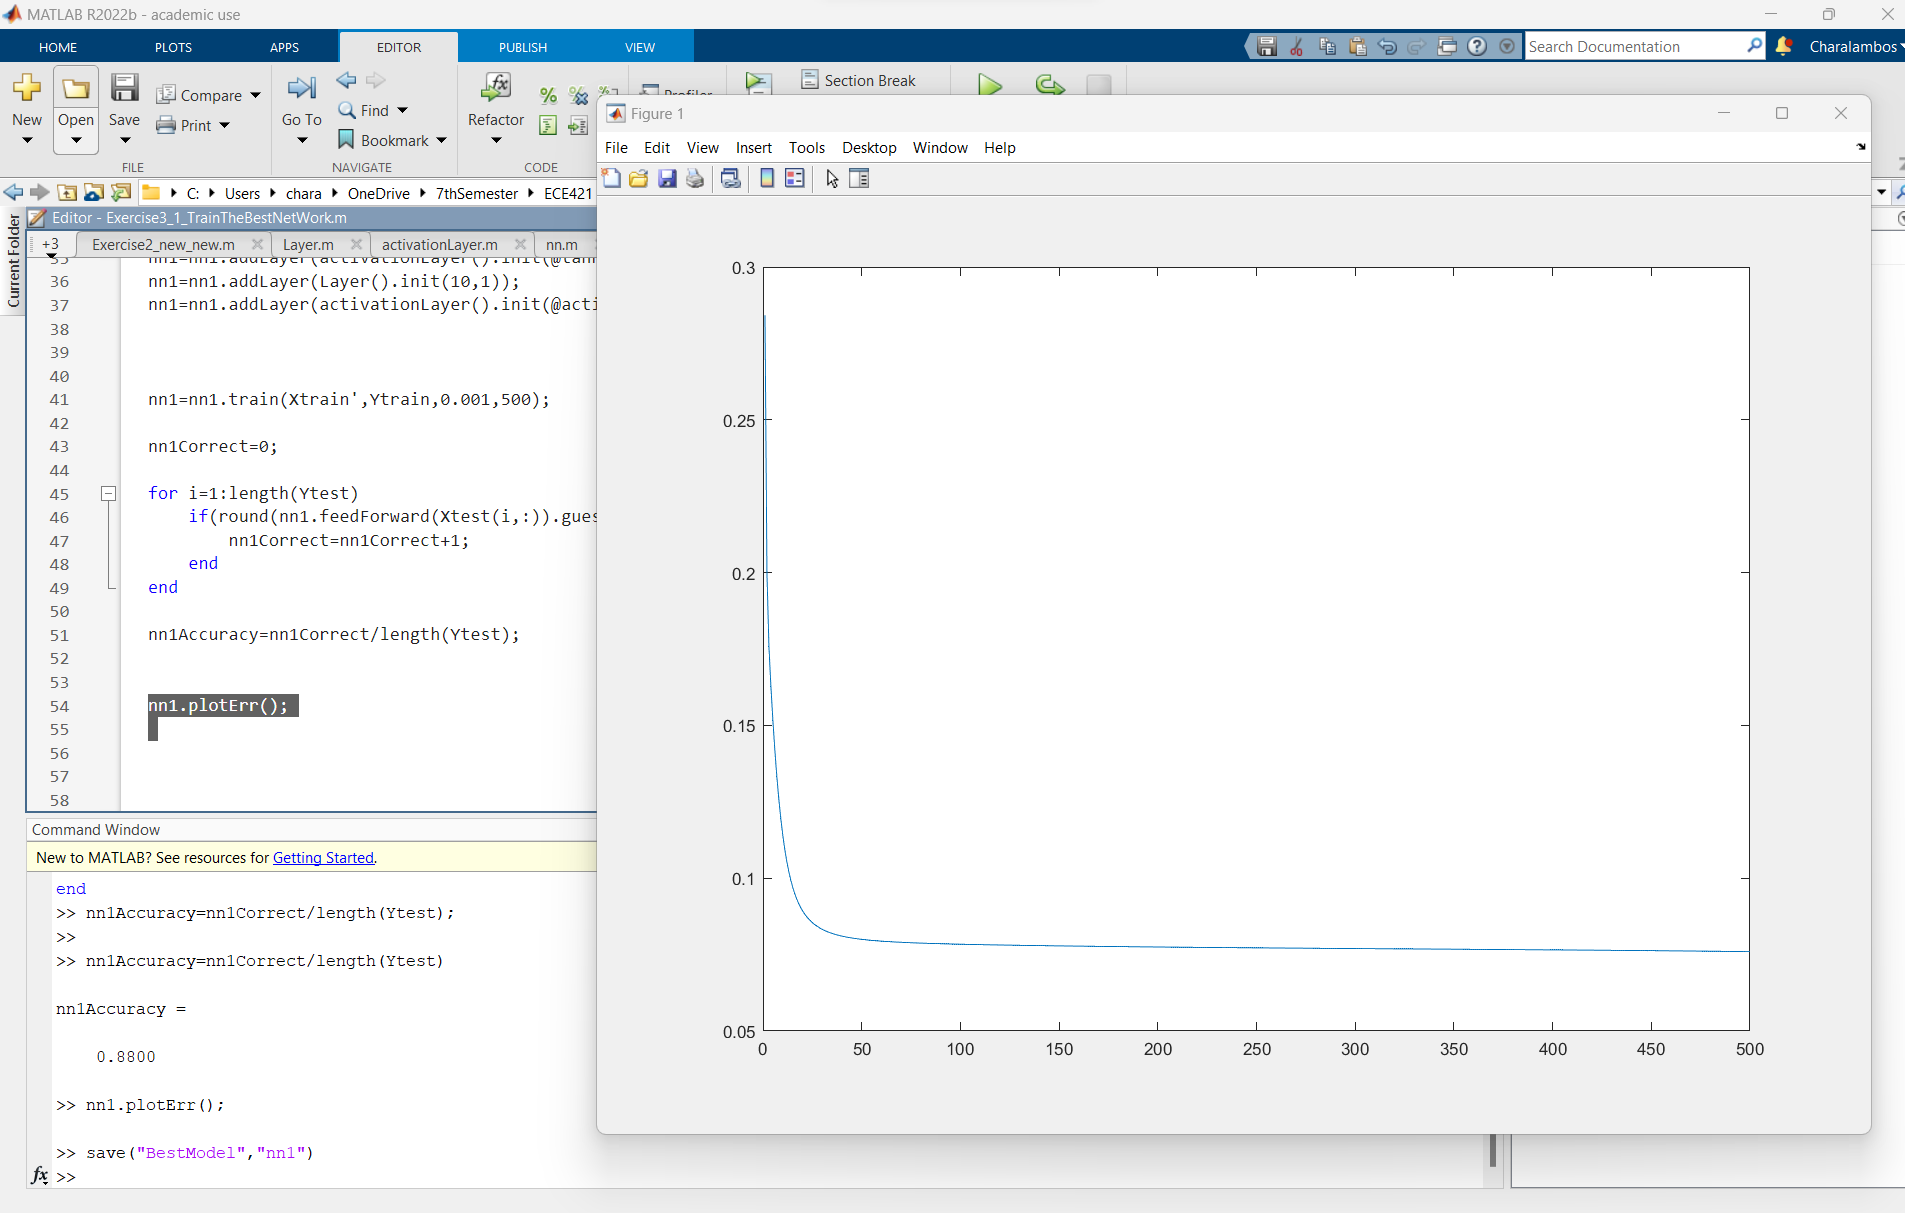 MATLAB R2022b - academic use
HOME PLOTS APPS EDITOR PUBLISH VIEW
Search Documentation
Charalambos
New
Open
Save
Compare
Print
FILE
Go To
Find
Bookmark
NAVIGATE
Refactor
CODE
Profiler
Section Break
C: Users chara OneDrive 7thSemester ECE421
Current Folder
Editor - Exercise3_1_TrainTheBestNetWork.m
+3 Exercise2_new_new.m Layer.m activationLayer.m nn.m
35 nn1=nn1.addLayer(activationLayer().init(@tanh
36 nn1=nn1.addLayer(Layer().init(10,1));
37 nn1=nn1.addLayer(activationLayer().init(@acti
38
39
40
41 nn1=nn1.train(Xtrain',Ytrain,0.001,500);
42
43 nn1Correct=0;
44
45 for i=1:length(Ytest)
46 if(round(nn1.feedForward(Xtest(i,:)).gues
47 nn1Correct=nn1Correct+1;
48 end
49 end
50
51 nn1Accuracy=nn1Correct/length(Ytest);
52
53
54 nn1.plotErr();
55
56
57
58
Command Window
New to MATLAB? See resources for Getting Started.
end
>> nn1Accuracy=nn1Correct/length(Ytest);
>>
>> nn1Accuracy=nn1Correct/length(Ytest)
nn1Accuracy =
0.8800
>> nn1.plotErr();
>> save("BestModel","nn1")
fx >>
Figure 1
File Edit View Insert Tools Desktop Window Help
0.3
0.25
0.2
0.15
0.1
0.05
0 50 100 150 200 250 300 350 400 450 500